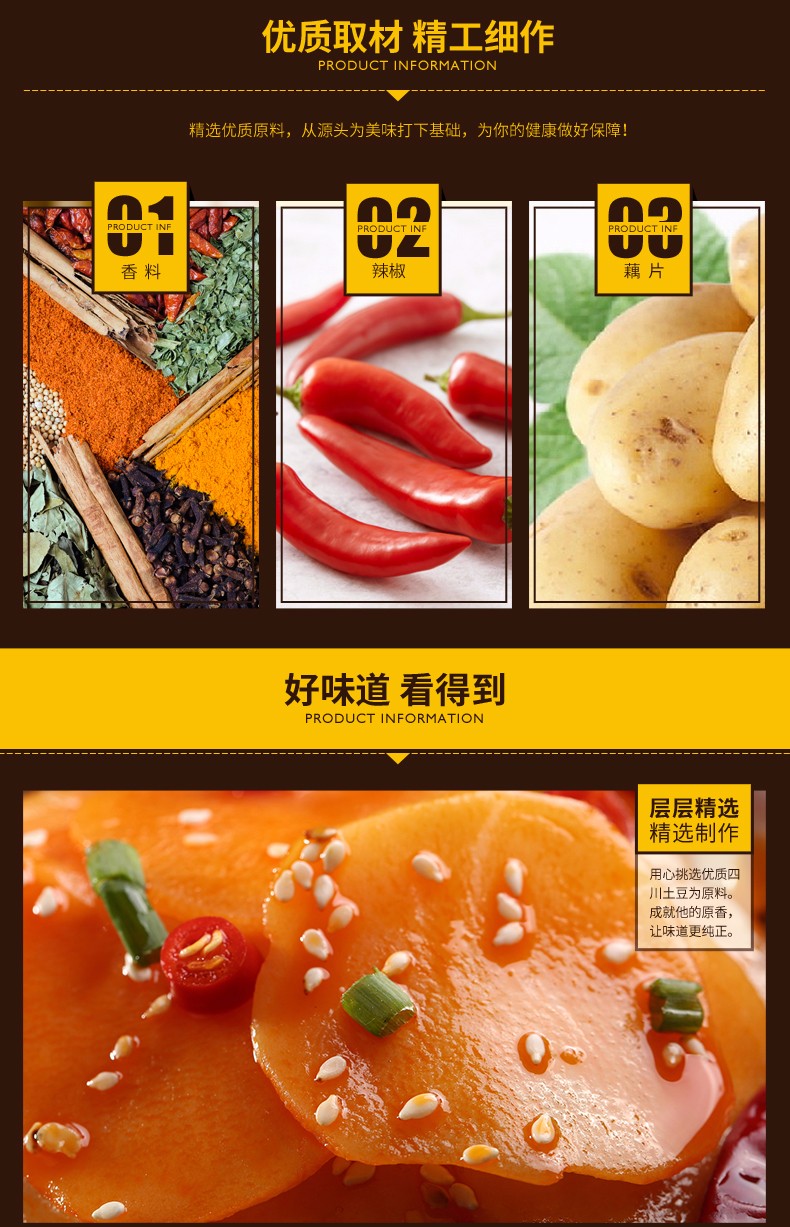 优质取材 精工细作
PRODUCT INFORMATION
精选优质原料，从源头为美味打下基础，为你的健康做好保障！
01
PRODUCT INF
香 料
02
PRODUCT INF
辣椒
03
PRODUCT INF
藕 片
好味道 看得到
PRODUCT INFORMATION
层层精选
精选制作
用心挑选优质四
川土豆为原料。
成就他的原香，
让味道更纯正。